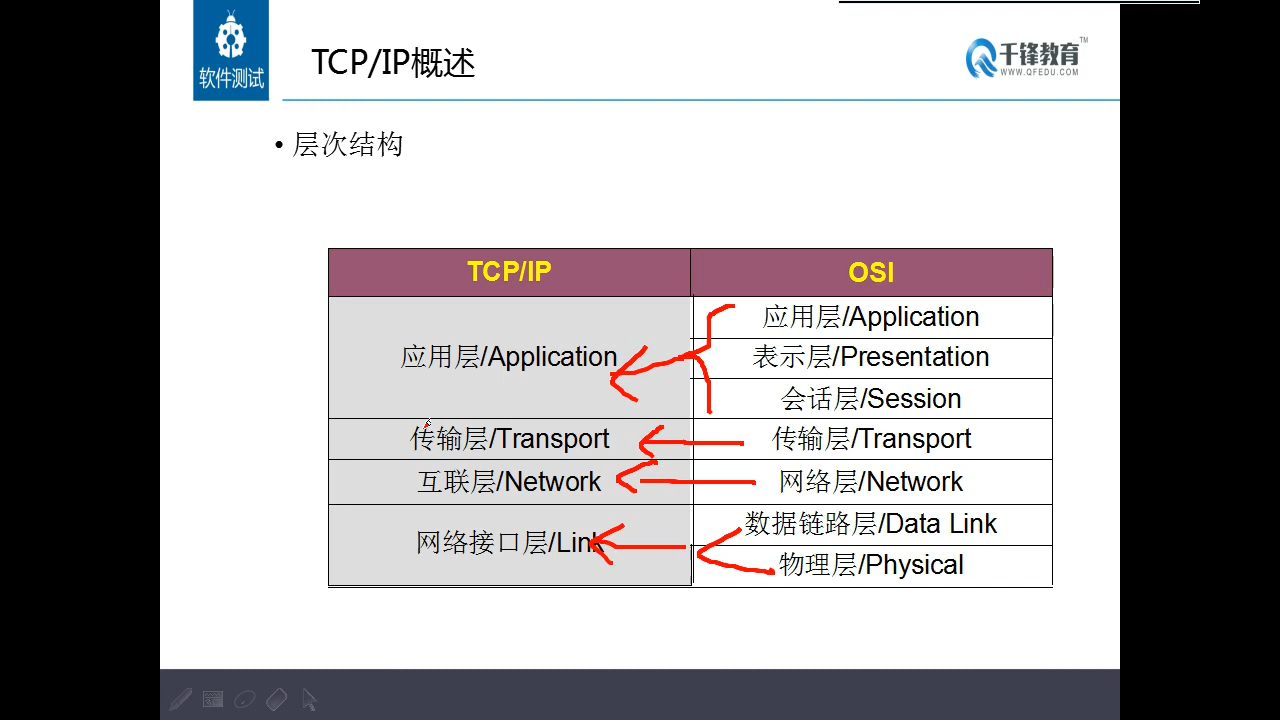 软件测试
TCP/IP概述
千锋教育 TM
WWW.QFEDU.COM
• 层次结构
TCP/IP
OSI
应用层/Application
应用层/Application
表示层/Presentation
会话层/Session
传输层/Transport
传输层/Transport
互联层/Network
网络层/Network
网络接口层/Link
数据链路层/Data Link
物理层/Physical